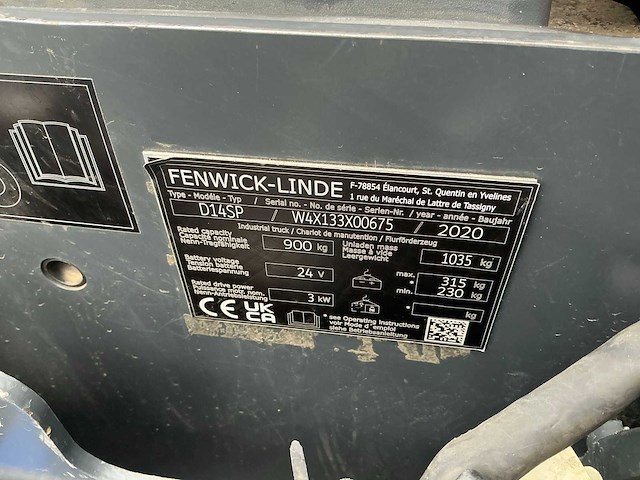 FENWICK-LINDE F-78854 Élancourt, St. Quentin en Yvelines
1 rue du Maréchal de Lattre de Tassigny
Type - Modèle - Typ / Serial no. - No. de série - Serien-Nr. / year - année - Baujahr
D14SP / W4X133X00675 / 2020
Industrial truck / Chariot de manutention / Flurförderzeug
Rated capacity
Capacité nominale
Nenn-Tragfähigkeit
900 kg
Unladen mass
Masse à vide
Leergewicht
1035 kg
Battery voltage
Tension batterie
Batteriespannung
24 V
max. 315 kg
min. 230 kg
Rated drive power
Puissance motr. nom.
Nenn-Antriebsleistung
3 kW
* kg
CE UK
CA
* see Operating Instructions
voir Mode d'emploi
siehe Betriebsanleitung